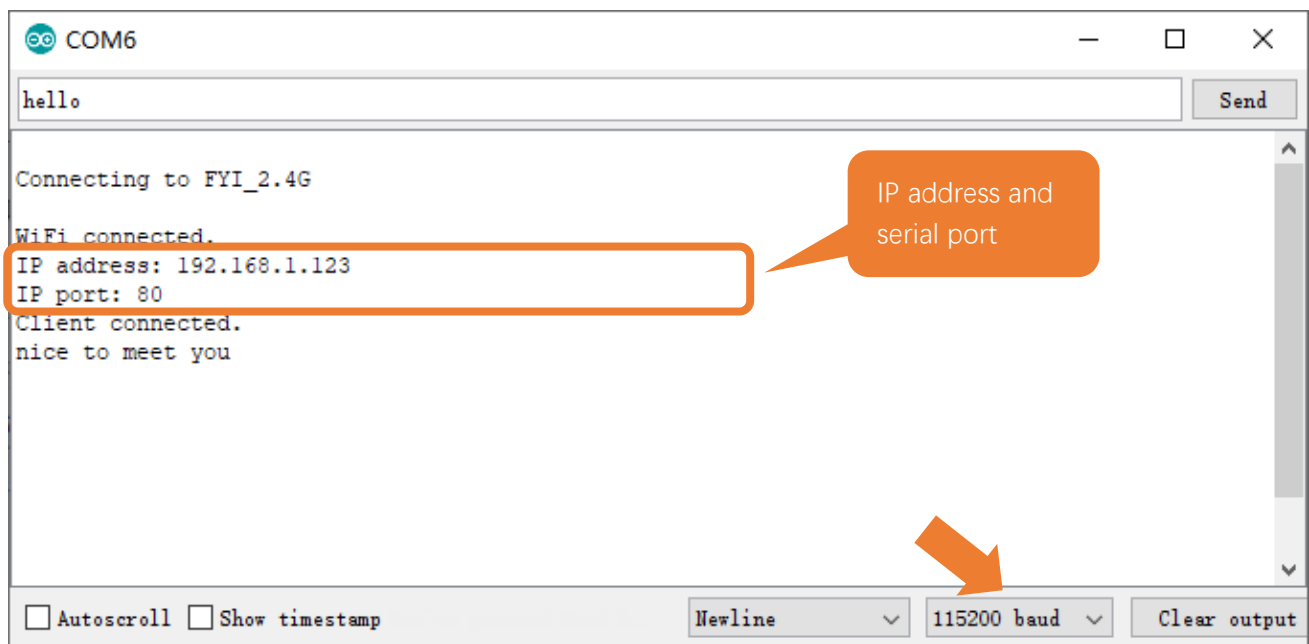 COM6
hello
Send
Connecting to FYI_2.4G
WiFi connected.
IP address: 192.168.1.123
IP port: 80
Client connected.
nice to meet you
IP address and
serial port
Autoscroll Show timestamp Newline 115200 baud Clear output